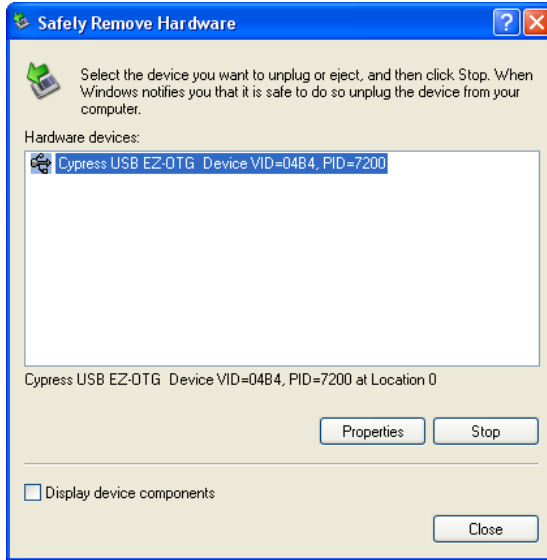 Safely Remove Hardware
Select the device you want to unplug or eject, and then click Stop. When
Windows notifies you that it is safe to do so unplug the device from your
computer.
Hardware devices:
Cypress USB EZ-OTG Device VID=04B4, PID=7200
Cypress USB EZ-OTG Device VID=04B4, PID=7200 at Location 0
Properties Stop
Display device components
Close